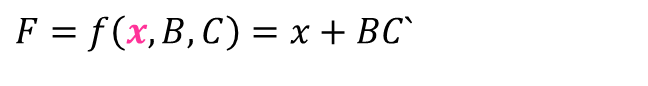 F = f(x, B, C) = x + BC`